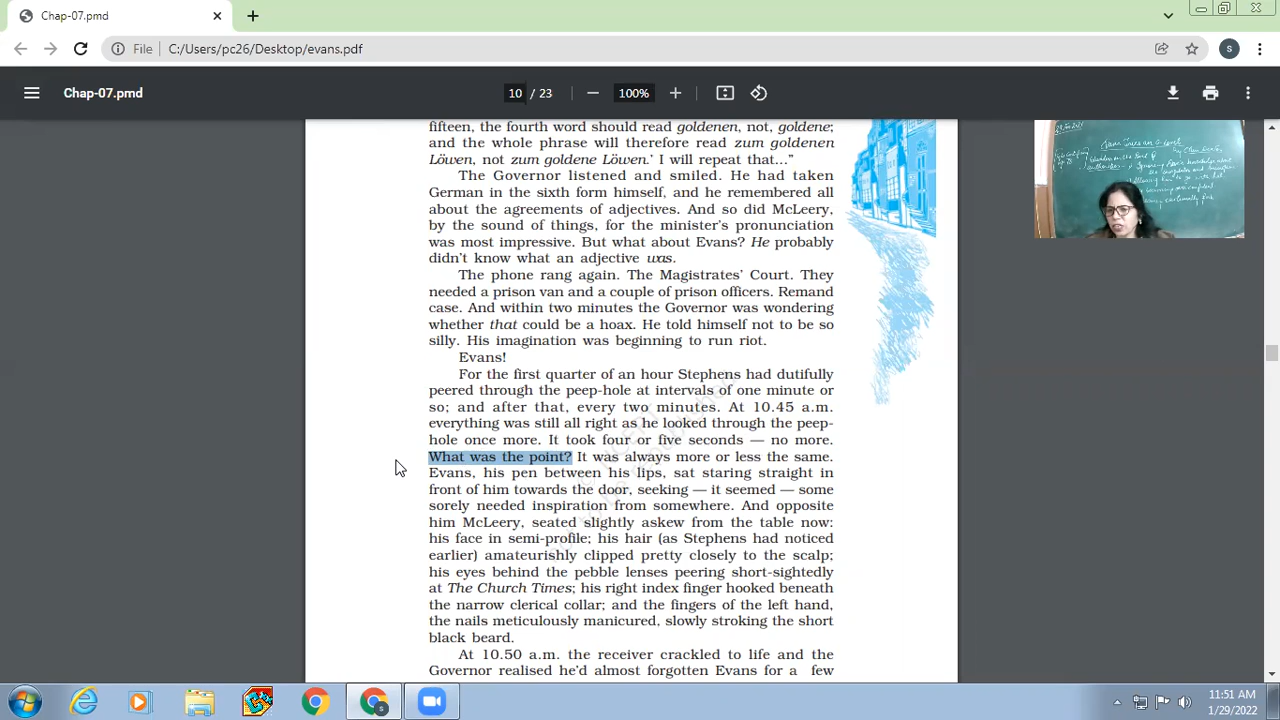 Chap-07.pmd
File
C:/Users/pc26/Desktop/evans.pdf
S
Chap-07.pmd
10 / 23
100%
fifteen, the fourth word should read goldenen, not, goldene;
and the whole phrase will therefore read zum goldenen
Löwen, not zum goldene Löwen.’ I will repeat that...”
The Governor listened and smiled. He had taken
German in the sixth form himself, and he remembered all
about the agreements of adjectives. And so did McLeery,
by the sound of things, for the minister's pronunciation
was most impressive. But what about Evans? He probably
didn't know what an adjective was.
The phone rang again. The Magistrates' Court. They
needed a prison van and a couple of prison officers. Remand
case. And within two minutes the Governor was wondering
whether that could be a hoax. He told himself not to be so
silly. His imagination was beginning to run riot.
Evans!
For the first quarter of an hour Stephens had dutifully
peered through the peep-hole at intervals of one minute or
so; and after that, every two minutes. At 10.45 a.m.
everything was still all right as he looked through the peep-
hole once more. It took four or five seconds — no more.
What was the point? It was always more or less the same.
Evans, his pen between his lips, sat staring straight in
front of him towards the door, seeking — it seemed — some
sorely needed inspiration from somewhere. And opposite
him McLeery, seated slightly askew from the table now:
his face in semi-profile; his hair (as Stephens had noticed
earlier) amateurishly clipped pretty closely to the scalp;
his eyes behind the pebble lenses peering short-sightedly
at The Church Times; his right index finger hooked beneath
the narrow clerical collar; and the fingers of the left hand,
the nails meticulously manicured, slowly stroking the short
black beard.
At 10.50 a.m. the receiver crackled to life and the
Governor realised he'd almost forgotten Evans for a few
S
11:51 AM
1/29/2022